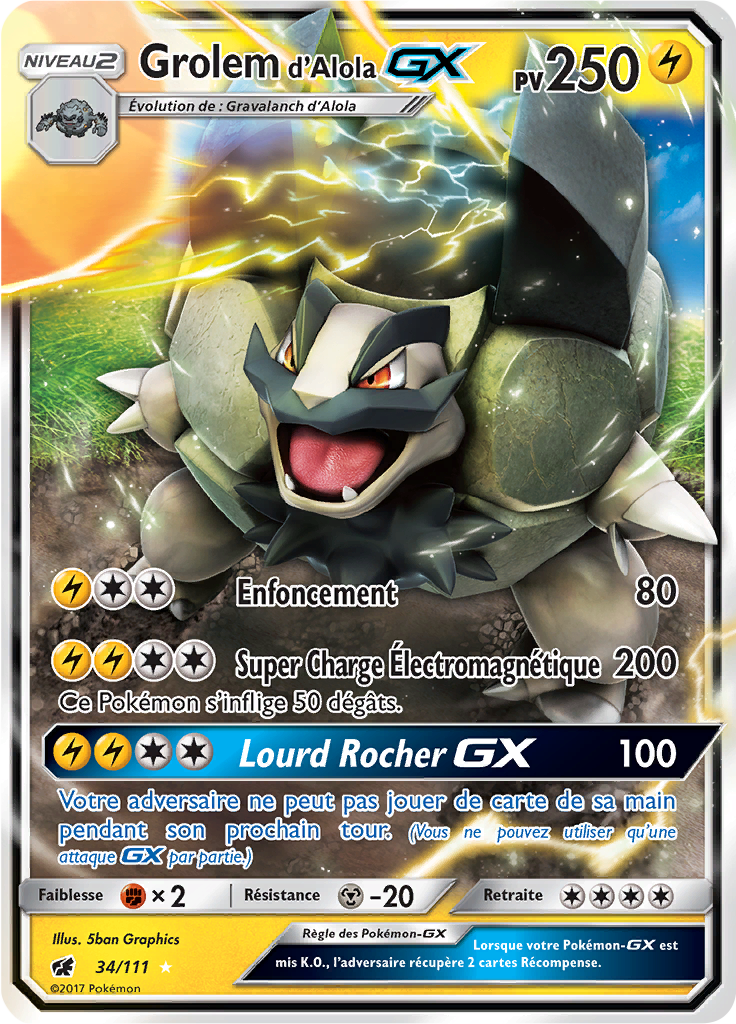 NIVEAU2 Grolem d'Alola GX PV250
Évolution de : Gravalanch d'Alola
Enfoncement 80
Super Charge Électromagnétique 200
Ce Pokémon s'inflige 50 dégâts.
Lourd Rocher GX 100
Votre adversaire ne peut pas jouer de carte de sa main
pendant son prochain tour. (Vous ne pouvez utiliser qu'une
attaque GX par partie.)
Faiblesse ×2 Résistance -20 Retraite
Illus. 5ban Graphics
34/111
©2017 Pokémon
Règle des Pokémon-GX
Lorsque votre Pokémon-GX est
mis K.O., l'adversaire récupère 2 cartes Récompense.